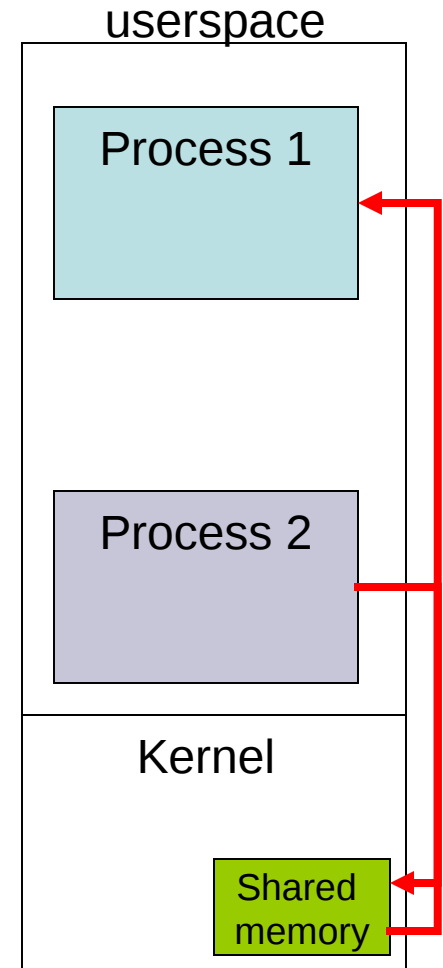 userspace
Process 1
Process 2
Kernel
Shared
memory